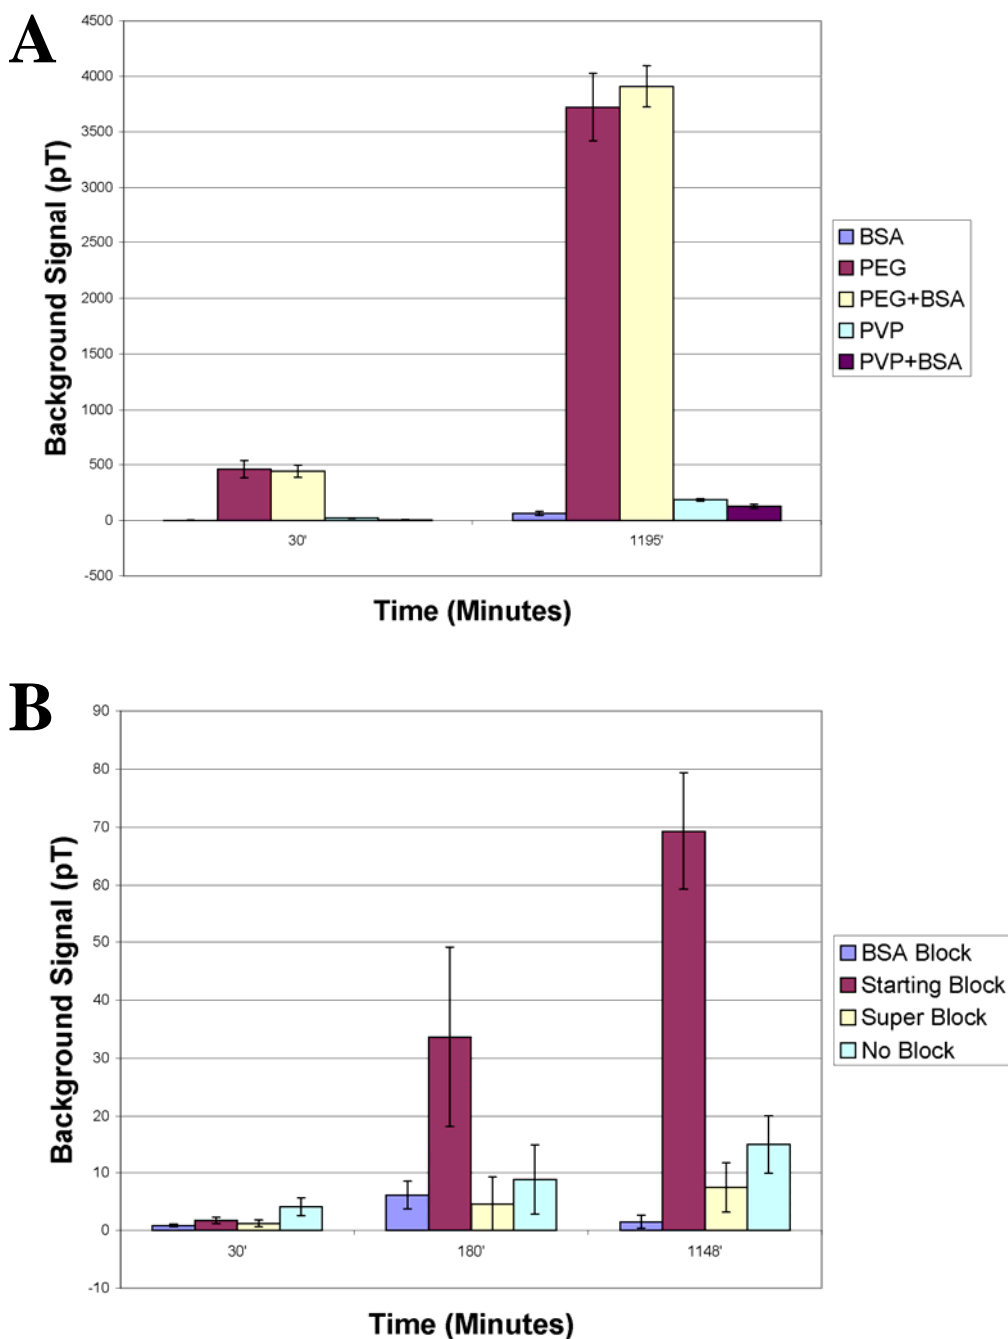 A
4500
4000
3500
3000
2500
2000
1500
1000
500
0
-500
Background Signal (pT)
30'
1195'
Time (Minutes)
BSA
PEG
PEG+BSA
PVP
PVP+BSA
B
90
80
70
60
50
40
30
20
10
0
-10
Background Signal (pT)
30'
180'
1148'
Time (Minutes)
BSA Block
Starting Block
Super Block
No Block